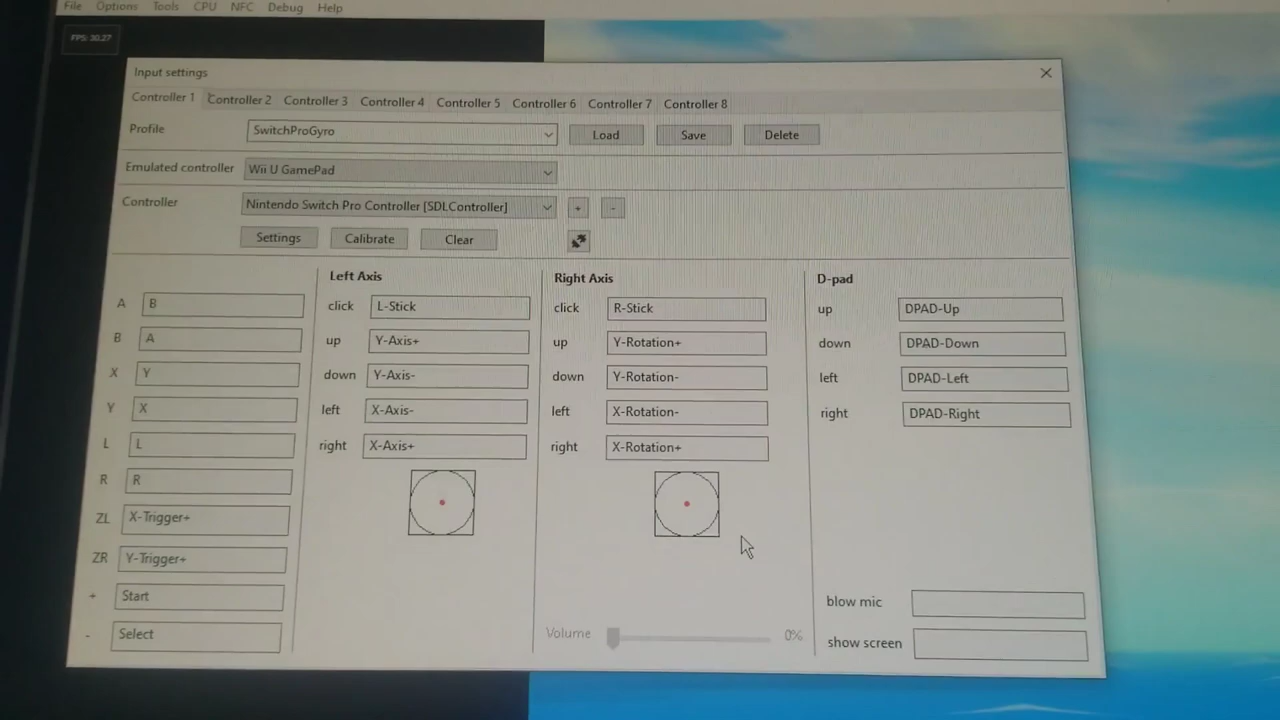 File Options Tools CPU NFC Debug Help
FPS: 30.27
Input settings
Controller 1 Controller 2 Controller 3 Controller 4 Controller 5 Controller 6 Controller 7 Controller 8
Profile SwitchProGyro Load Save Delete
Emulated controller Wii U GamePad
Controller Nintendo Switch Pro Controller [SDLController] + -
Settings Calibrate Clear
Left Axis Right Axis D-pad
A B click L-Stick click R-Stick up DPAD-Up
B A up Y-Axis+ up Y-Rotation+ down DPAD-Down
X Y down Y-Axis- down Y-Rotation- left DPAD-Left
Y X left X-Axis- left X-Rotation- right DPAD-Right
L L right X-Axis+ right X-Rotation+
R R
ZL X-Trigger+
ZR Y-Trigger+
+ Start blow mic
- Select Volume 0% show screen